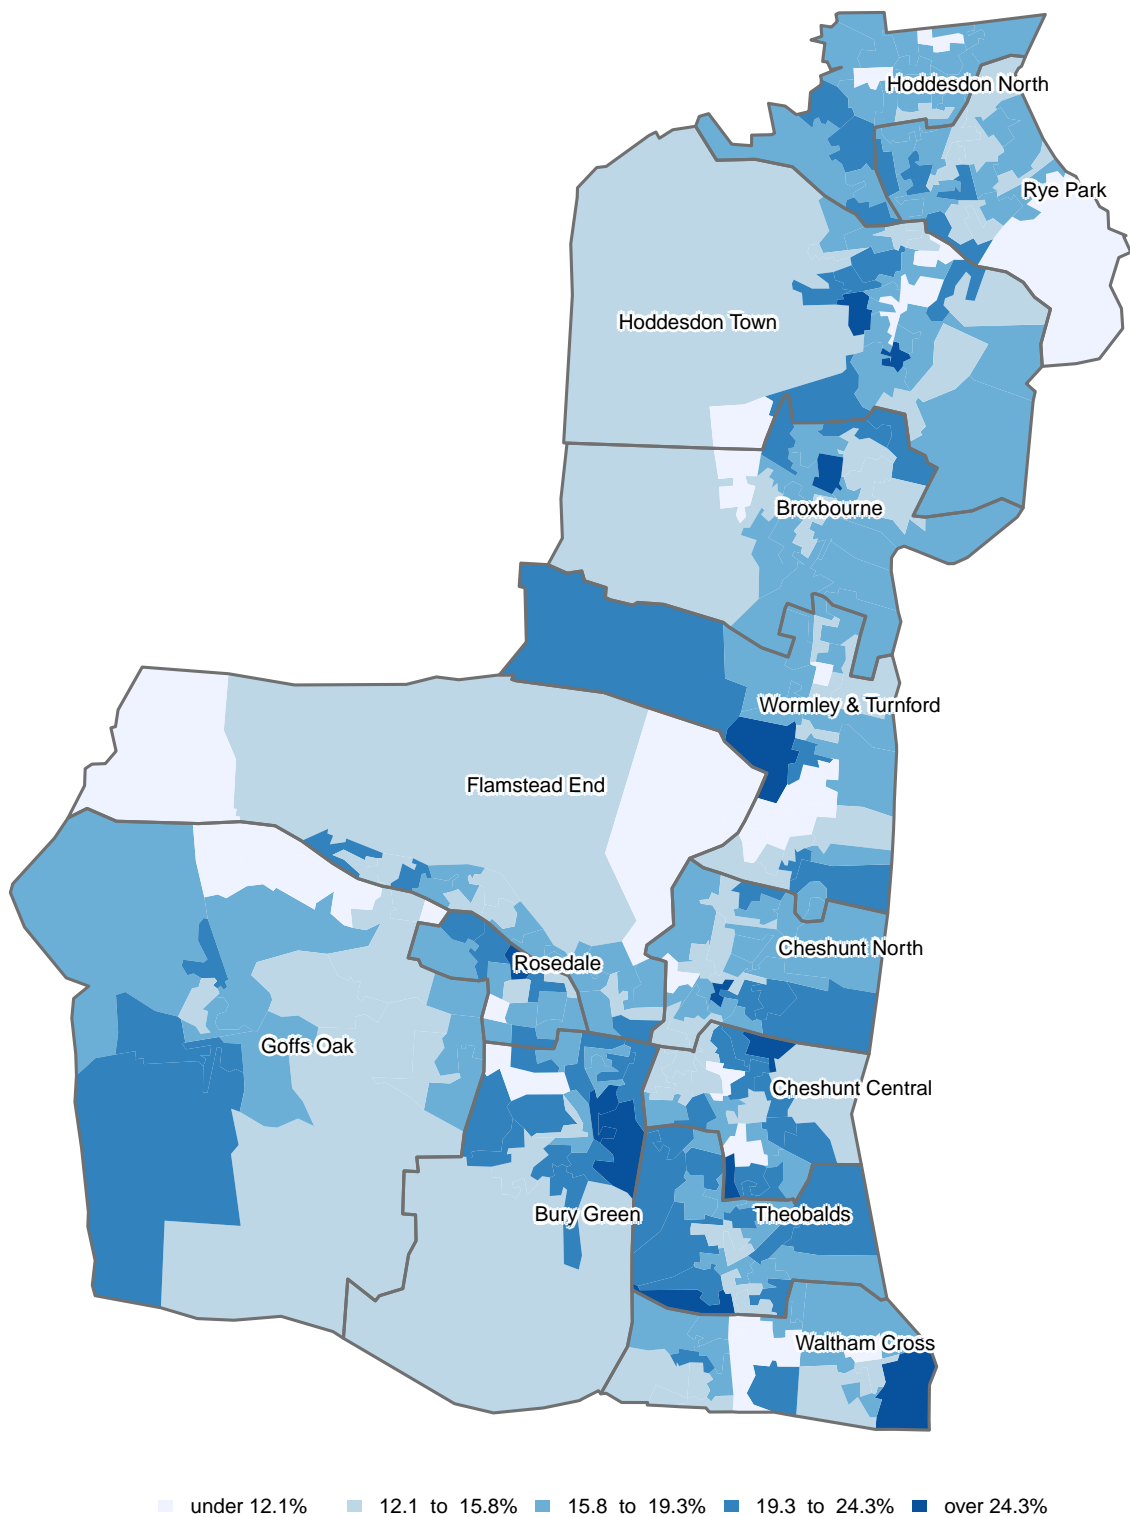 Hoddesdon North
Rye Park
Hoddesdon Town
Broxbourne
Wormley & Turnford
Flamstead End
Cheshunt North
Rosedale
Goffs Oak
Cheshunt Central
Bury Green
Theobalds
Waltham Cross
under 12.1% 12.1 to 15.8% 15.8 to 19.3% 19.3 to 24.3% over 24.3%